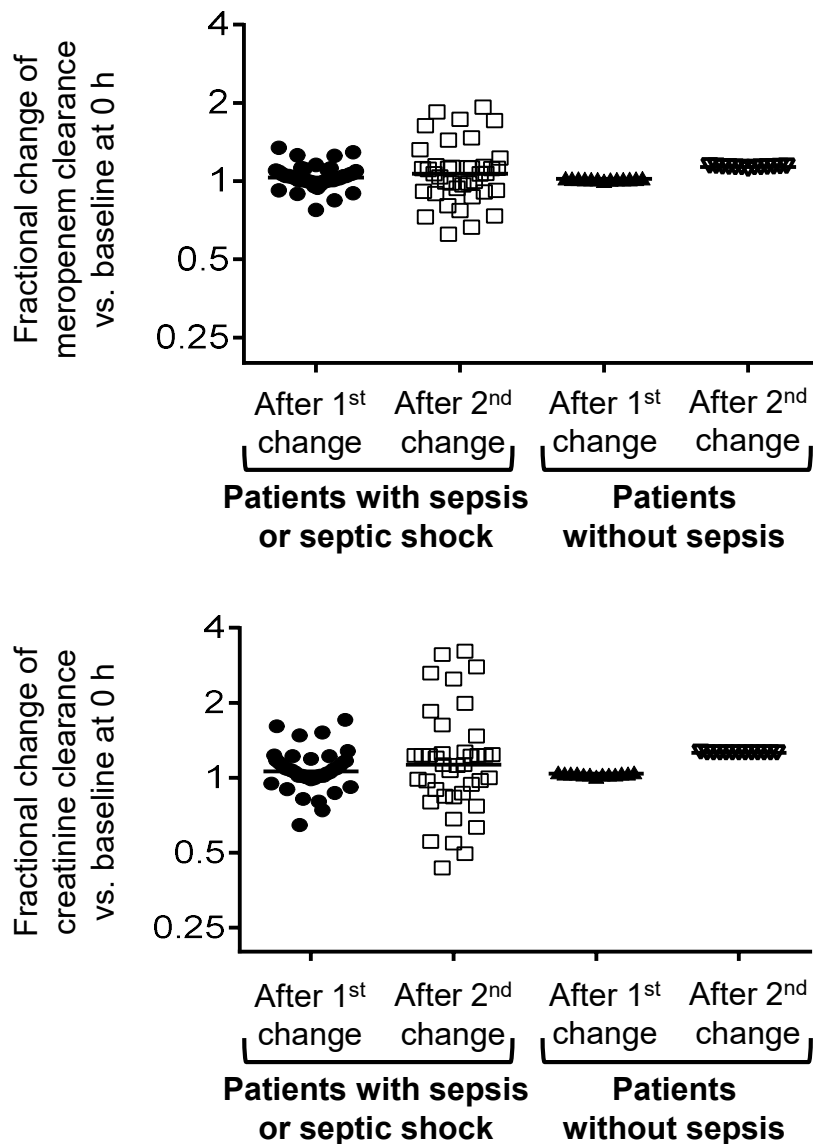 Fractional change of
meropenem clearance
vs. baseline at 0 h
4
2
1
0.5
0.25
After 1st
change
After 2nd
change
After 1st
change
After 2nd
change
Patients with sepsis
or septic shock
Patients
without sepsis
Fractional change of
creatinine clearance
vs. baseline at 0 h
4
2
1
0.5
0.25
After 1st
change
After 2nd
change
After 1st
change
After 2nd
change
Patients with sepsis
or septic shock
Patients
without sepsis